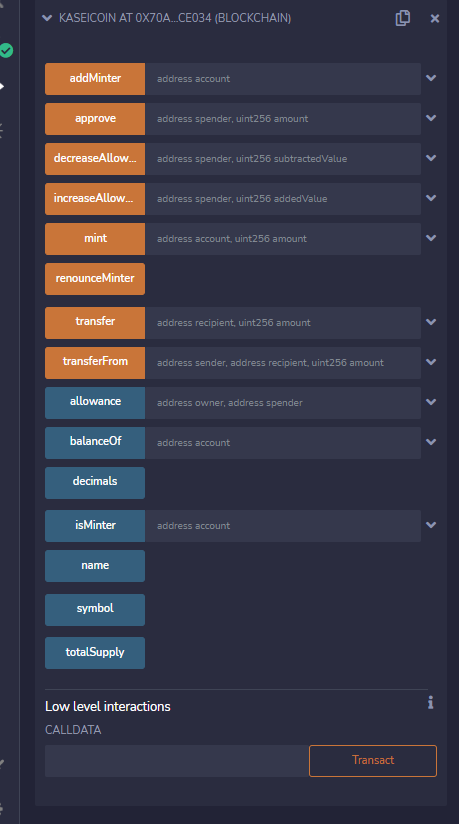 KASEICOIN AT 0X70A...CE034 (BLOCKCHAIN)
addMinter address account
approve address spender, uint256 amount
decreaseAllow... address spender, uint256 subtractedValue
increaseAllow... address spender, uint256 addedValue
mint address account, uint256 amount
renounceMinter
transfer address recipient, uint256 amount
transferFrom address sender, address recipient, uint256 amount
allowance address owner, address spender
balanceOf address account
decimals
isMinter address account
name
symbol
totalSupply
Low level interactions
CALLDATA
Transact